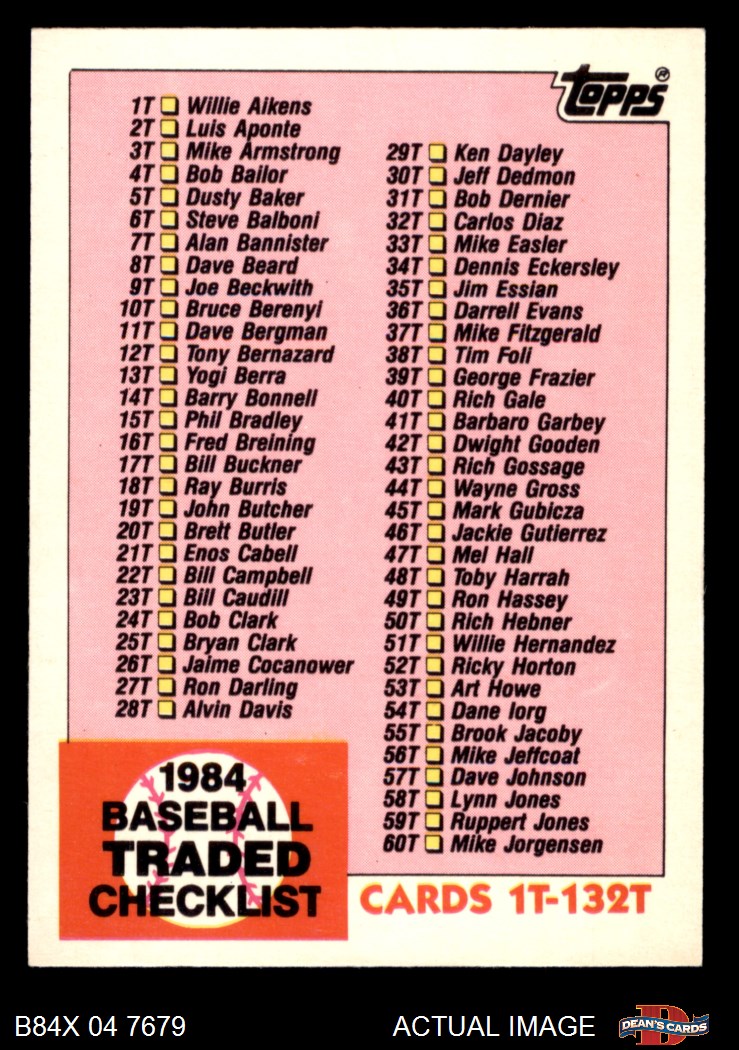 topps®
1T Willie Aikens
2T Luis Aponte
3T Mike Armstrong
4T Bob Bailor
5T Dusty Baker
6T Steve Balboni
7T Alan Bannister
8T Dave Beard
9T Joe Beckwith
10T Bruce Berenyi
11T Dave Bergman
12T Tony Bernazard
13T Yogi Berra
14T Barry Bonnell
15T Phil Bradley
16T Fred Breining
17T Bill Buckner
18T Ray Burris
19T John Butcher
20T Brett Butler
21T Enos Cabell
22T Bill Campbell
23T Bill Caudill
24T Bob Clark
25T Bryan Clark
26T Jaime Cocanower
27T Ron Darling
28T Alvin Davis
29T Ken Dayley
30T Jeff Dedmon
31T Bob Dernier
32T Carlos Diaz
33T Mike Easler
34T Dennis Eckersley
35T Jim Essian
36T Darrell Evans
37T Mike Fitzgerald
38T Tim Foli
39T George Frazier
40T Rich Gale
41T Barbaro Garbey
42T Dwight Gooden
43T Rich Gossage
44T Wayne Gross
45T Mark Gubicza
46T Jackie Gutierrez
47T Mel Hall
48T Toby Harrah
49T Ron Hassey
50T Rich Hebner
51T Willie Hernandez
52T Ricky Horton
53T Art Howe
54T Dane Iorg
55T Brook Jacoby
56T Mike Jeffcoat
57T Dave Johnson
58T Lynn Jones
59T Ruppert Jones
60T Mike Jorgensen
1984
BASEBALL
TRADED
CHECKLIST
CARDS 1T-132T
B84X 04 7679
ACTUAL IMAGE
D
DEAN'S CARDS